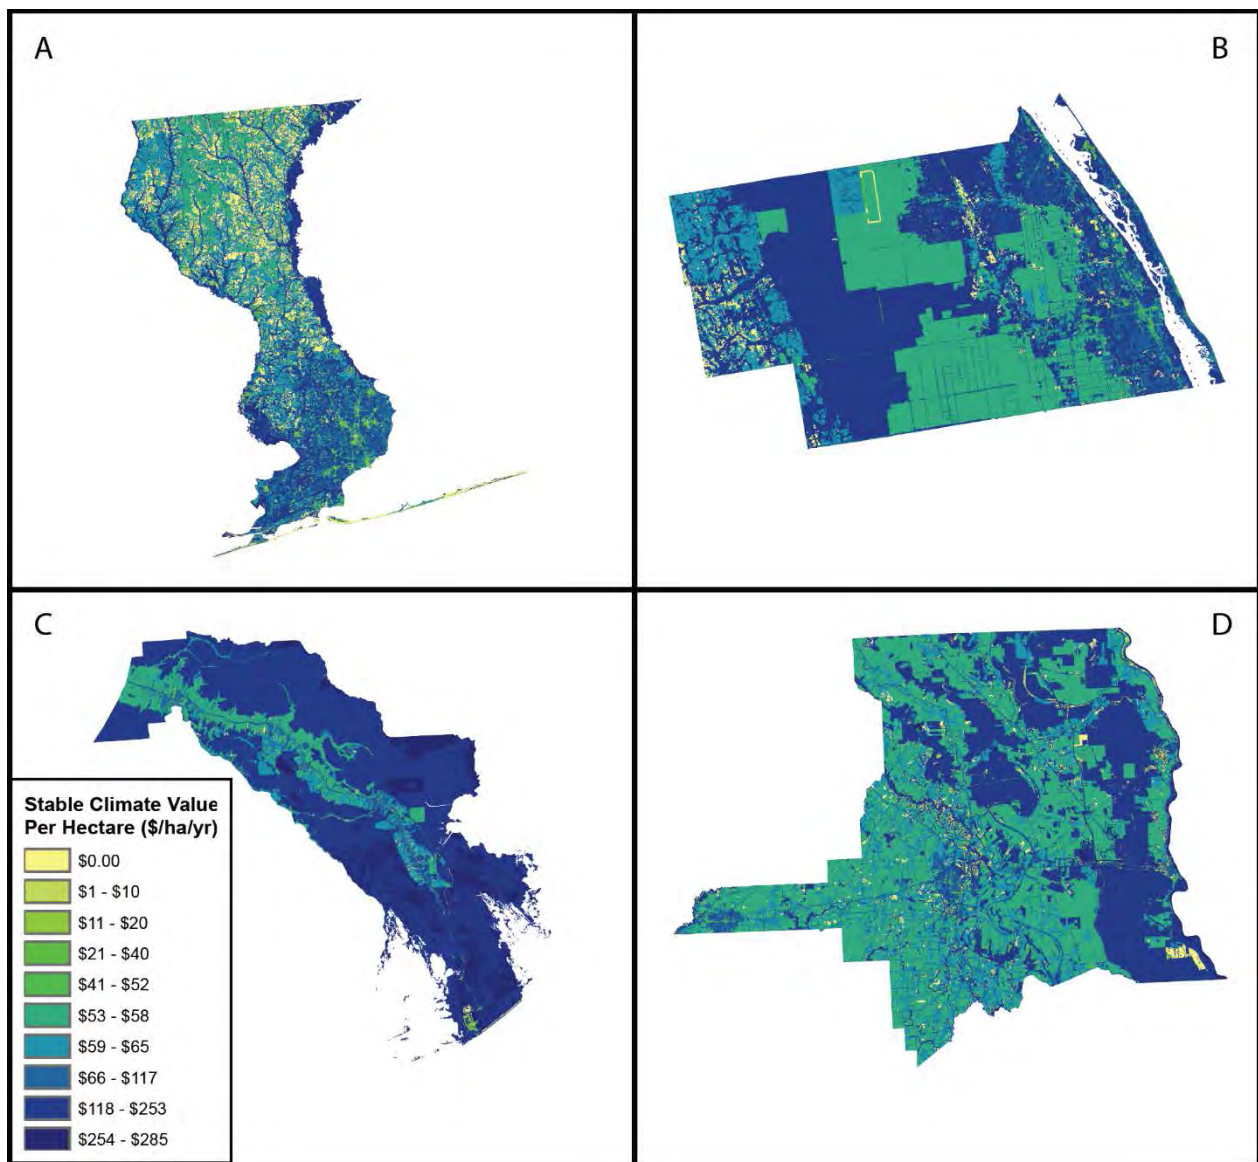 A
B
C
D
Stable Climate Value
Per Hectare ($/ha/yr)
$0.00
$1 - $10
$11 - $20
$21 - $40
$41 - $52
$53 - $58
$59 - $65
$66 - $117
$118 - $253
$254 - $285